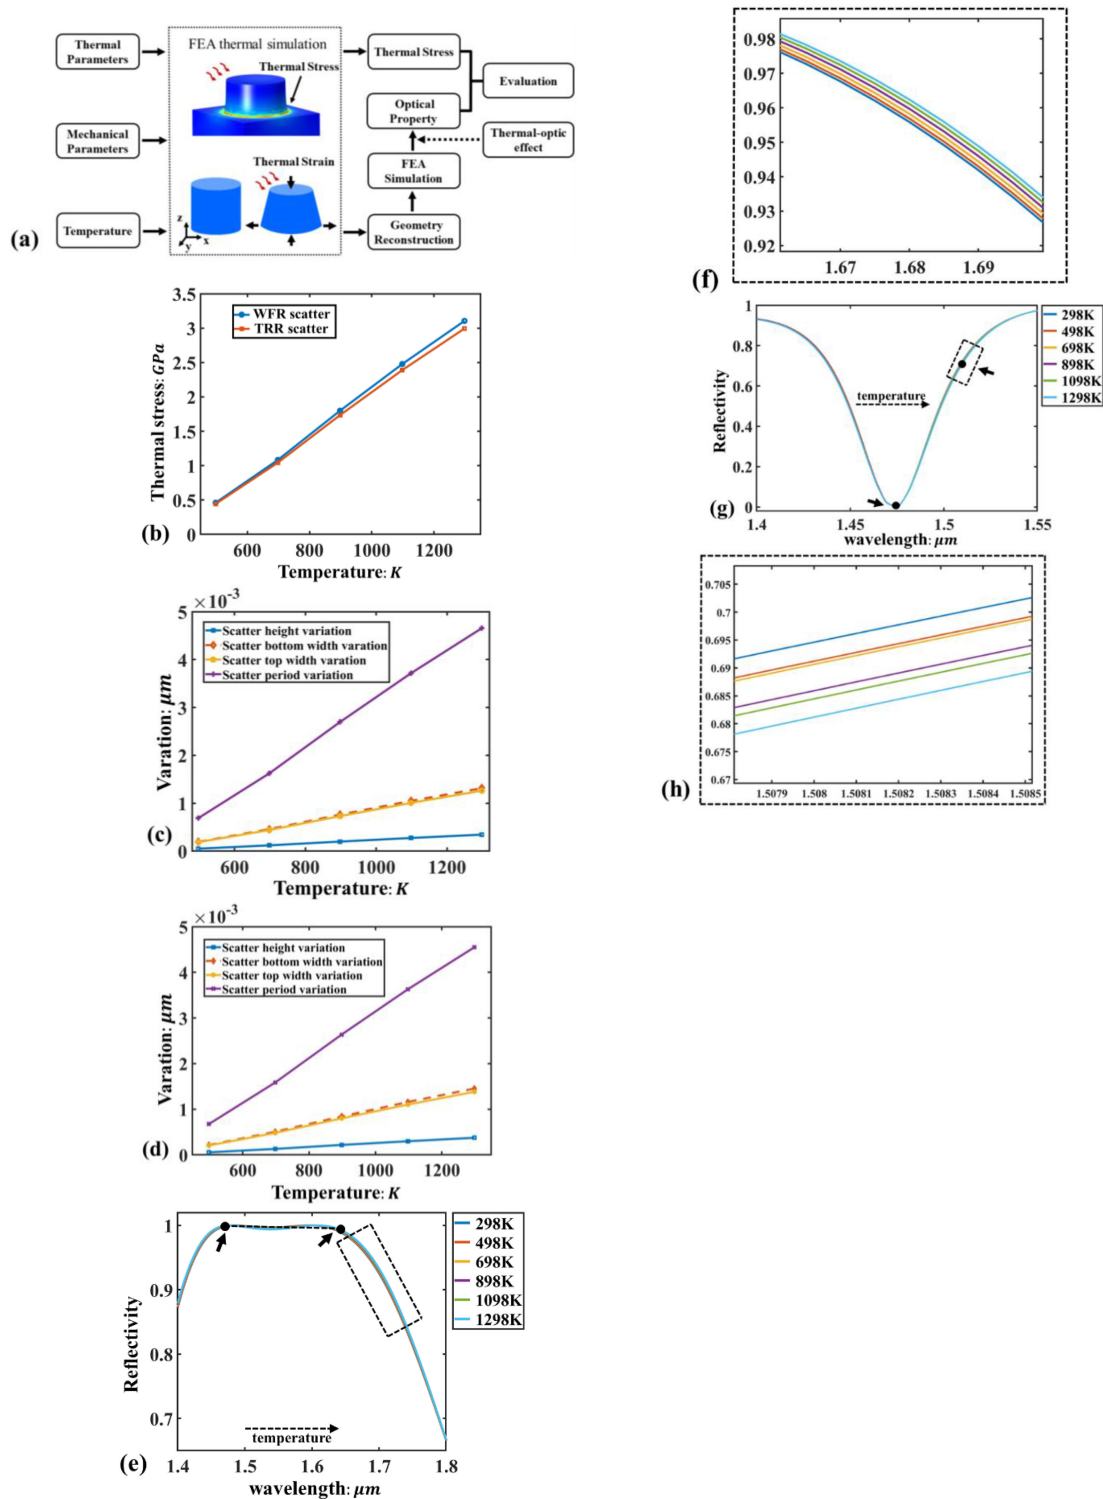 Thermal
Parameters
Mechanical
Parameters
Temperature
FEA thermal simulation
Thermal Stress
Thermal Strain
z
y
x
Thermal Stress
Optical
Property
FEA
Simulation
Geometry
Reconstruction
Evaluation
Thermal-optic
effect
(a)
3.5
3
2.5
2
1.5
1
0.5
0
Thermal stress: GPa
WFR scatter
TRR scatter
600 800 1000 1200
Temperature: K
(b)
×10⁻³
5
4
3
2
1
0
Varation: μm
Scatter height variation
Scatter bottom width varation
Scatter top width variation
Scatter period variation
600 800 1000 1200
Temperature: K
(c)
×10⁻³
5
4
3
2
1
0
Varation: μm
Scatter height variation
Scatter bottom width variation
Scatter top width variation
Scatter period variation
600 800 1000 1200
Temperature: K
(d)
1
0.9
0.8
0.7
Reflectivity
temperature
1.4 1.5 1.6 1.7 1.8
wavelength: μm
298K
498K
698K
898K
1098K
1298K
(e)
0.98
0.97
0.96
0.95
0.94
0.93
0.92
1.67 1.68 1.69
(f)
1
0.8
0.6
0.4
0.2
0
Reflectivity
temperature
1.4 1.45 1.5 1.55
wavelength: μm
298K
498K
698K
898K
1098K
1298K
(g)
0.705
0.7
0.695
0.69
0.685
0.68
0.675
0.67
1.5079 1.508 1.5081 1.5082 1.5083 1.5084 1.5085
(h)